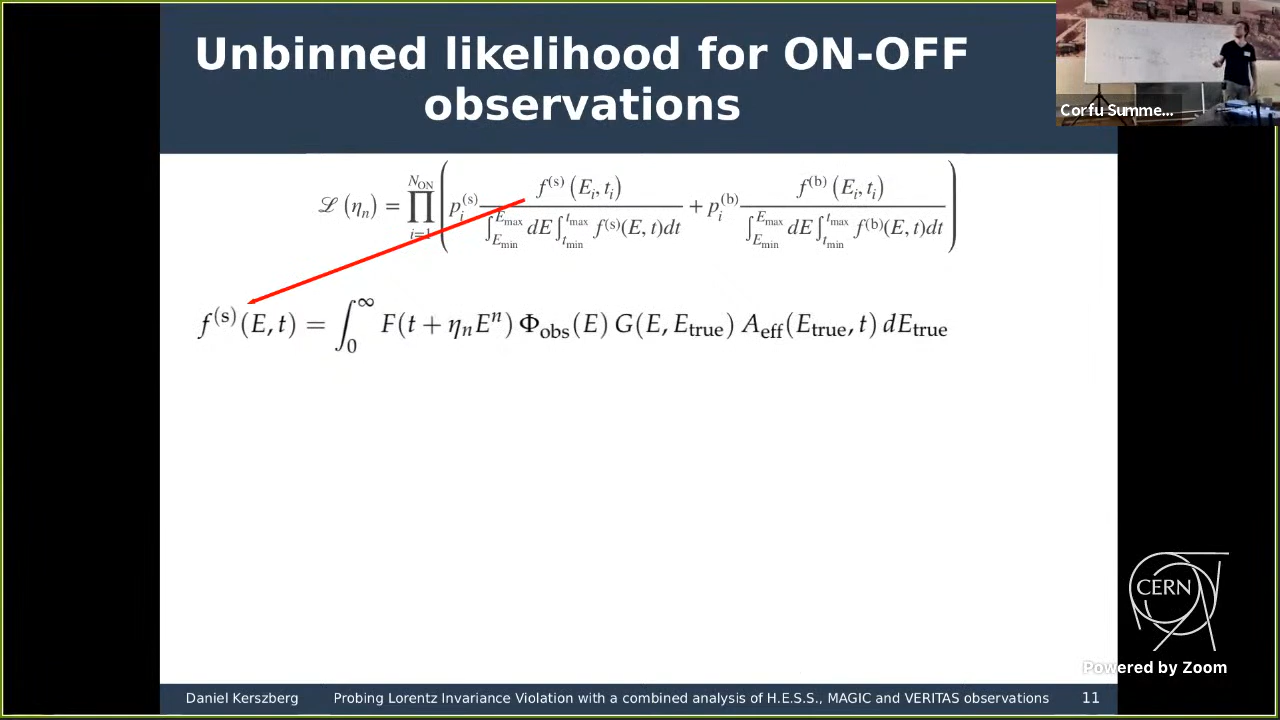 Unbinned likelihood for ON-OFF
observations
Corfu Summe...
ℒ (η_n) = ∏_{i=1}^{N_ON} ( p_i^{(s)} f^{(s)} (E_i, t_i) / ∫_{E_min}^{E_max} dE ∫_{t_min}^{t_max} f^{(s)}(E, t)dt + p_i^{(b)} f^{(b)} (E_i, t_i) / ∫_{E_min}^{E_max} dE ∫_{t_min}^{t_max} f^{(b)}(E, t)dt )
f^{(s)}(E, t) = ∫_0^∞ F(t + η_n E^n) Φ_obs(E) G(E, E_true) A_eff(E_true, t) dE_true
CERN
Powered by Zoom
Daniel Kerszberg Probing Lorentz Invariance Violation with a combined analysis of H.E.S.S., MAGIC and VERITAS observations 11